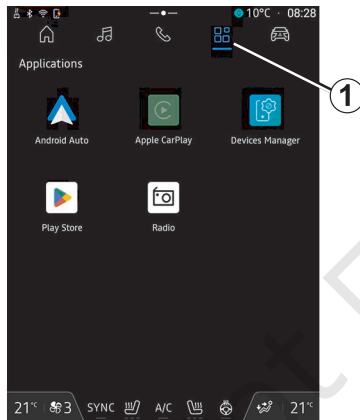 10°C · 08:28
1
Applications
Android Auto
Apple CarPlay
Devices Manager
Play Store
Radio
21°C 3 SYNC A/C 21°C